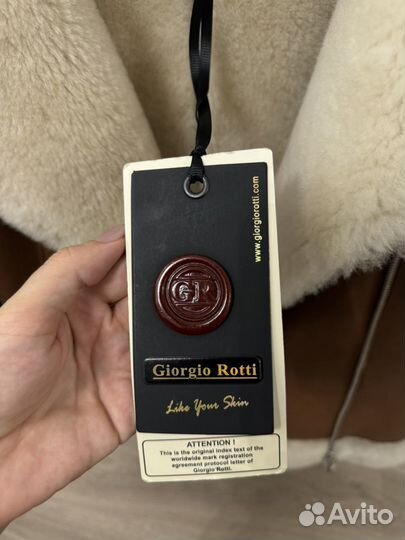 www.giorgiorotti.com
GR
Giorgio Rotti
Like Your Skin
ATTENTION !
This is the original index text of the
worldwide mark registration
agreement protocol letter of
Giorgio Rotti.
Avito